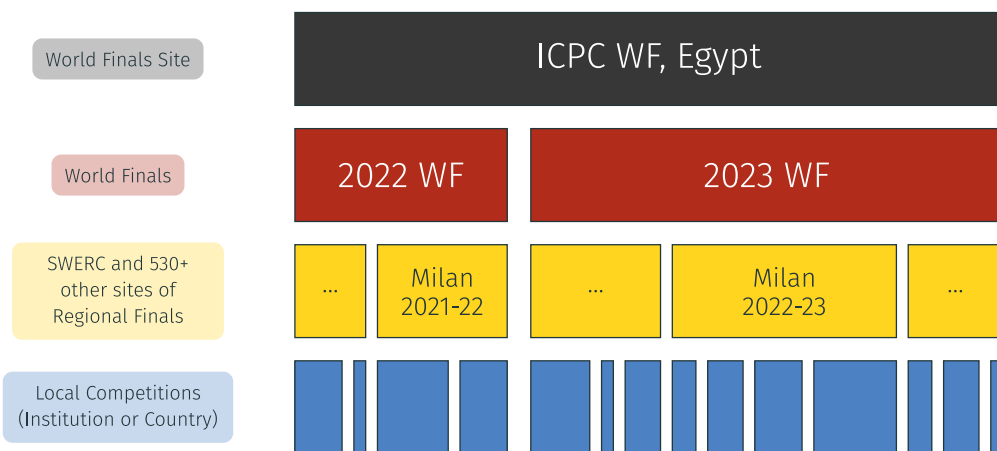 World Finals Site
ICPC WF, Egypt
World Finals
2022 WF
2023 WF
SWERC and 530+
other sites of
Regional Finals
...
Milan
2021-22
...
Milan
2022-23
...
Local Competitions
(Institution or Country)